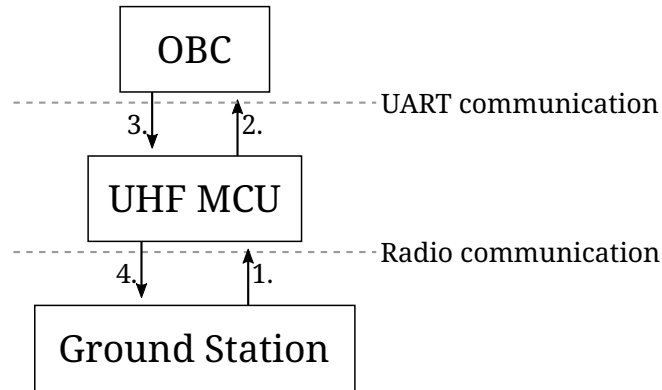 OBC
UART communication
3.
2.
UHF MCU
Radio communication
4.
1.
Ground Station